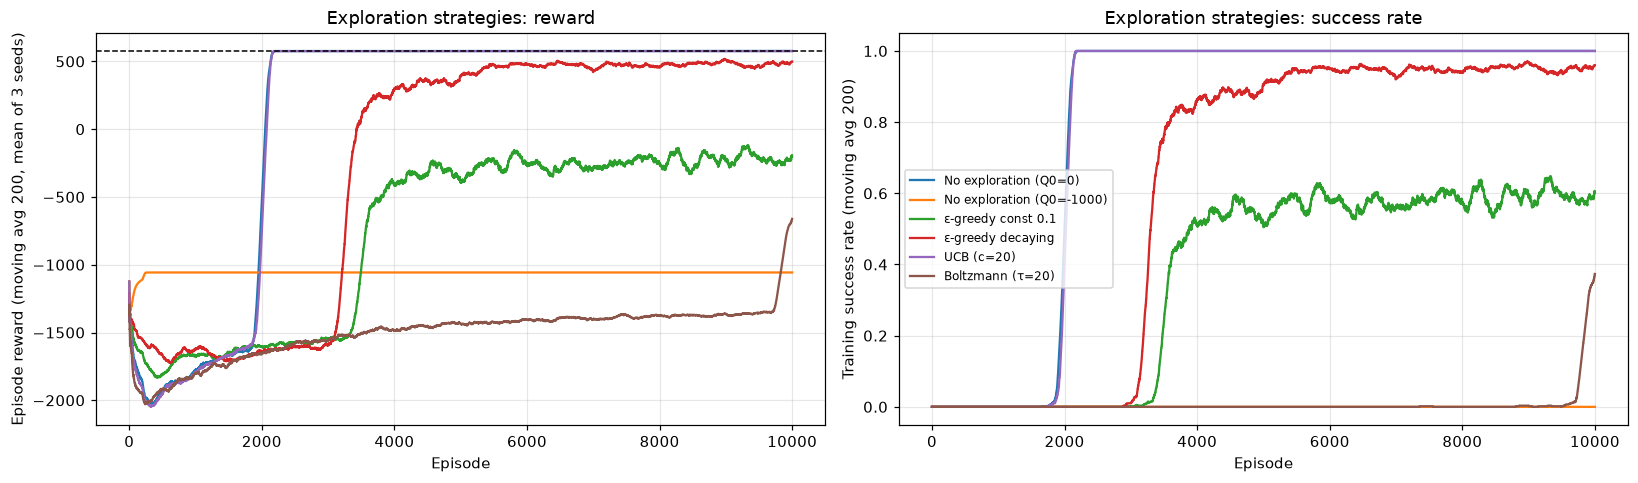 Exploration strategies: reward
Episode reward (moving avg 200, mean of 3 seeds)
500
0
−500
−1000
−1500
−2000
0
2000
4000
6000
8000
10000
Episode
Exploration strategies: success rate
Training success rate (moving avg 200)
1.0
0.8
0.6
0.4
0.2
0.0
No exploration (Q0=0)
No exploration (Q0=-1000)
ε-greedy const 0.1
ε-greedy decaying
UCB (c=20)
Boltzmann (τ=20)
0
2000
4000
6000
8000
10000
Episode